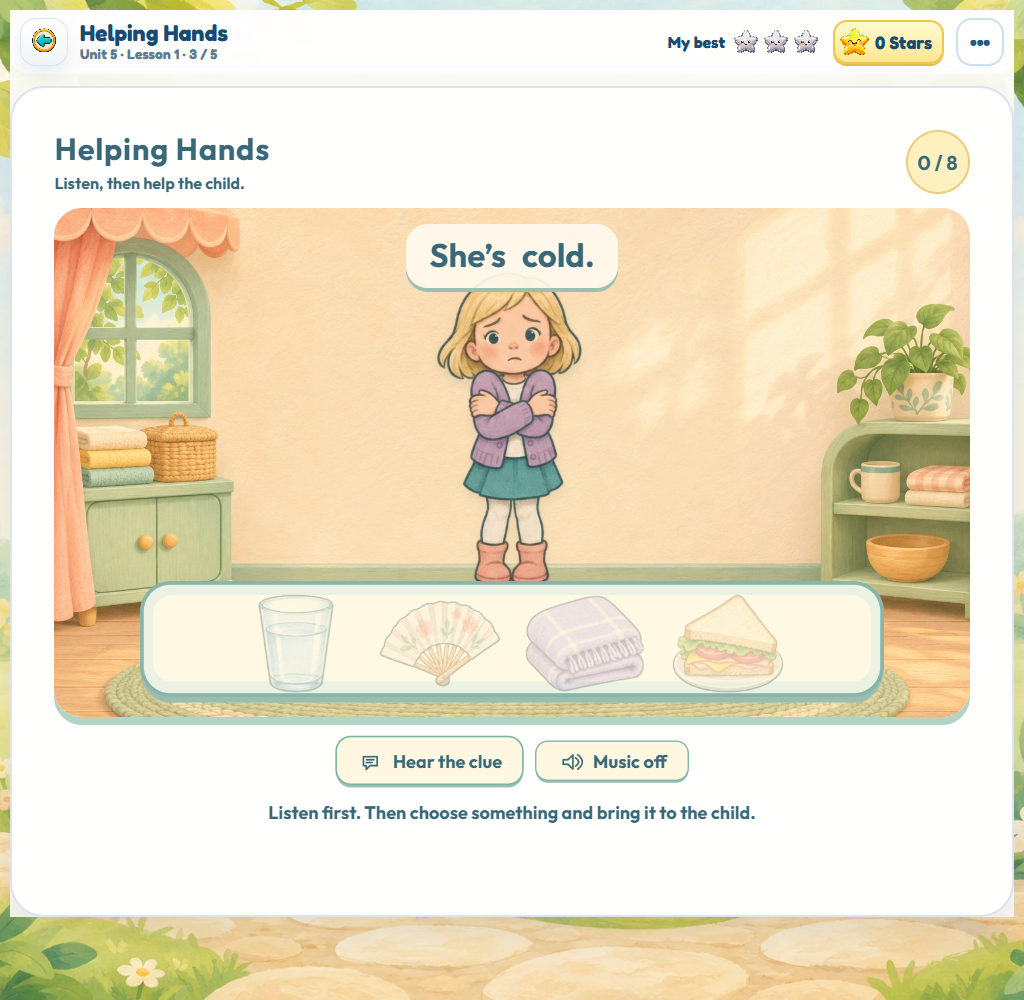 Helping Hands
Unit 5 · Lesson 1 · 3 / 5
My best
0 Stars
•••
Helping Hands
Listen, then help the child.
0 / 8
She’s cold.
Hear the clue
Music off
Listen first. Then choose something and bring it to the child.